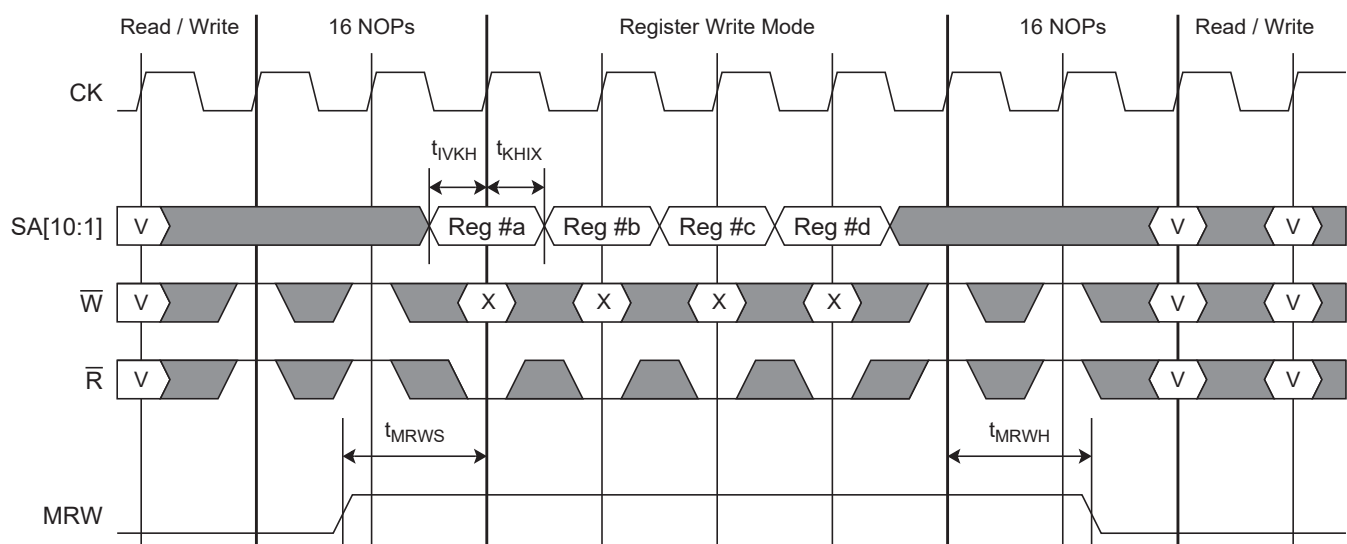 Read / Write 16 NOPs Register Write Mode 16 NOPs Read / Write
CK
tIVKH tKHIX
SA[10:1] V Reg #a Reg #b Reg #c Reg #d V V
W̅ V X X X X V V
R̅ V V V
tMRWS tMRWH
MRW